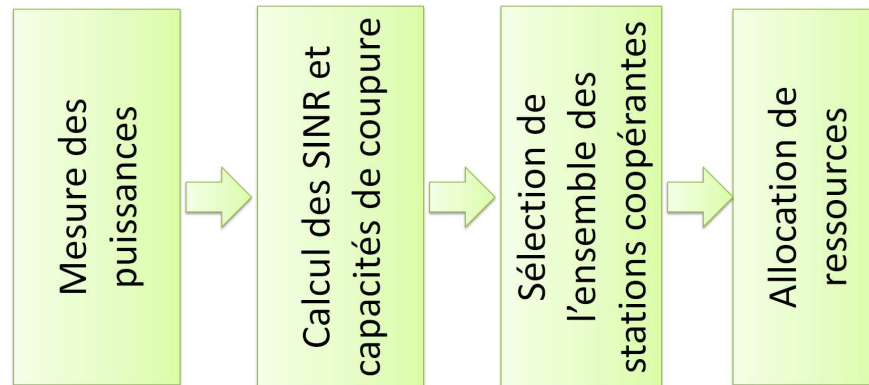 Mesure des
puissances
Calcul des SINR et
capacités de coupure
Sélection de
l’ensemble des
stations coopérantes
Allocation de
ressources